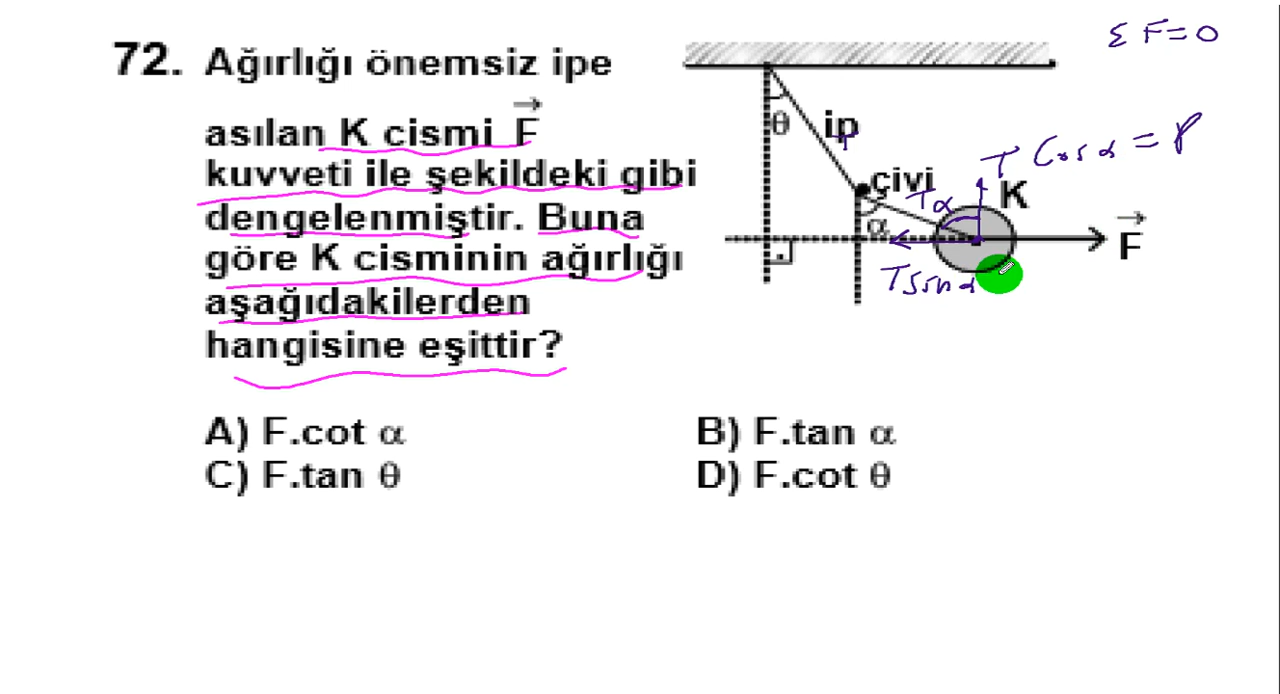 72. Ağırlığı önemsiz ipe
asılan K cismi F
kuvveti ile şekildeki gibi
dengelenmiştir. Buna
göre K cisminin ağırlığı
aşağıdakilerden
hangisine eşittir?
Σ F=0
θ
ip
T
T Cos α = P
çivi
T α
K
α
F
T Sin α
A) F.cot α
B) F.tan α
C) F.tan θ
D) F.cot θ